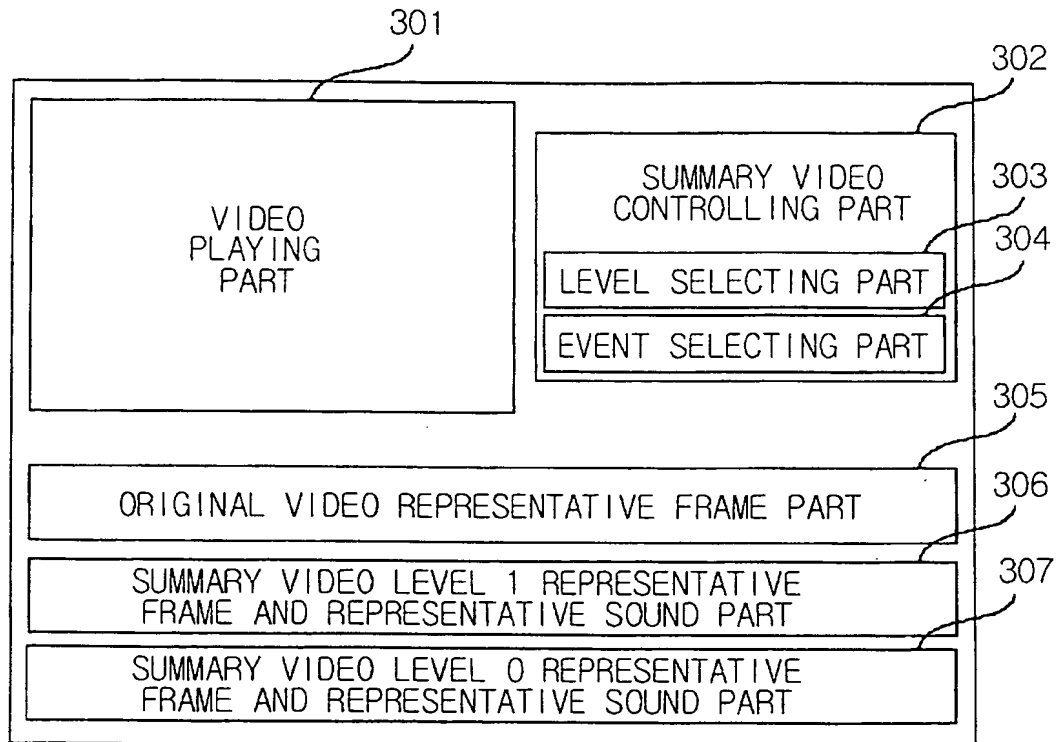 301
302
VIDEO
PLAYING
PART
SUMMARY VIDEO
CONTROLLING PART
303
304
LEVEL SELECTING PART
EVENT SELECTING PART
305
ORIGINAL VIDEO REPRESENTATIVE FRAME PART
306
SUMMARY VIDEO LEVEL 1 REPRESENTATIVE
FRAME AND REPRESENTATIVE SOUND PART
307
SUMMARY VIDEO LEVEL 0 REPRESENTATIVE
FRAME AND REPRESENTATIVE SOUND PART